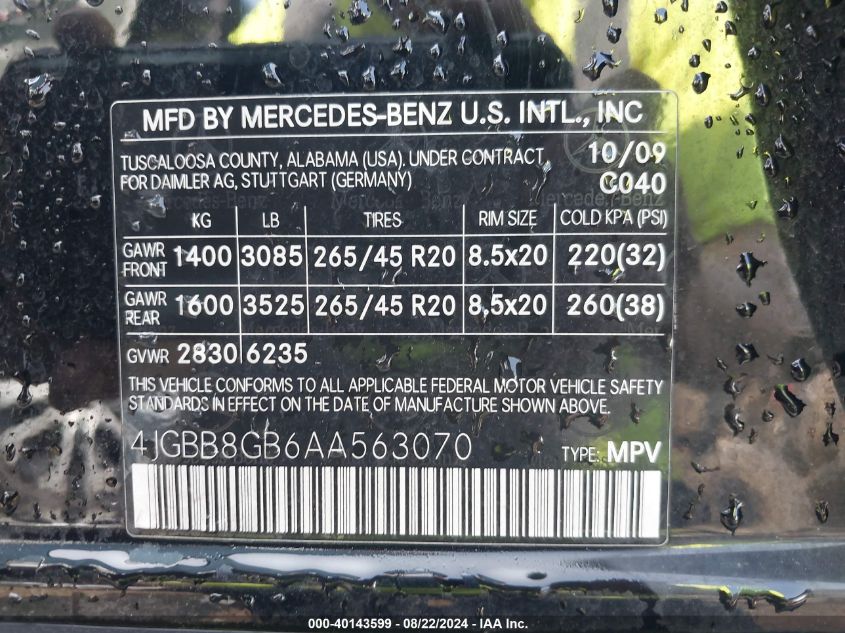 MFD BY MERCEDES-BENZ U.S. INTL., INC
TUSCALOOSA COUNTY, ALABAMA (USA). UNDER CONTRACT 10/09
FOR DAIMLER AG, STUTTGART (GERMANY) C040
KG LB TIRES RIM SIZE COLD KPA (PSI)
GAWR FRONT 1400 3085 265/45 R20 8.5x20 220(32)
GAWR REAR 1600 3525 265/45 R20 8,5x20 260(38)
GVWR 2830 6235
THIS VEHICLE CONFORMS TO ALL APPLICABLE FEDERAL MOTOR VEHICLE SAFETY
STANDARDS IN EFFECT ON THE DATE OF MANUFACTURE SHOWN ABOVE.
4JGBB8GB6AA563070 TYPE: MPV
000-40143599 - 08/22/2024 - IAA Inc.